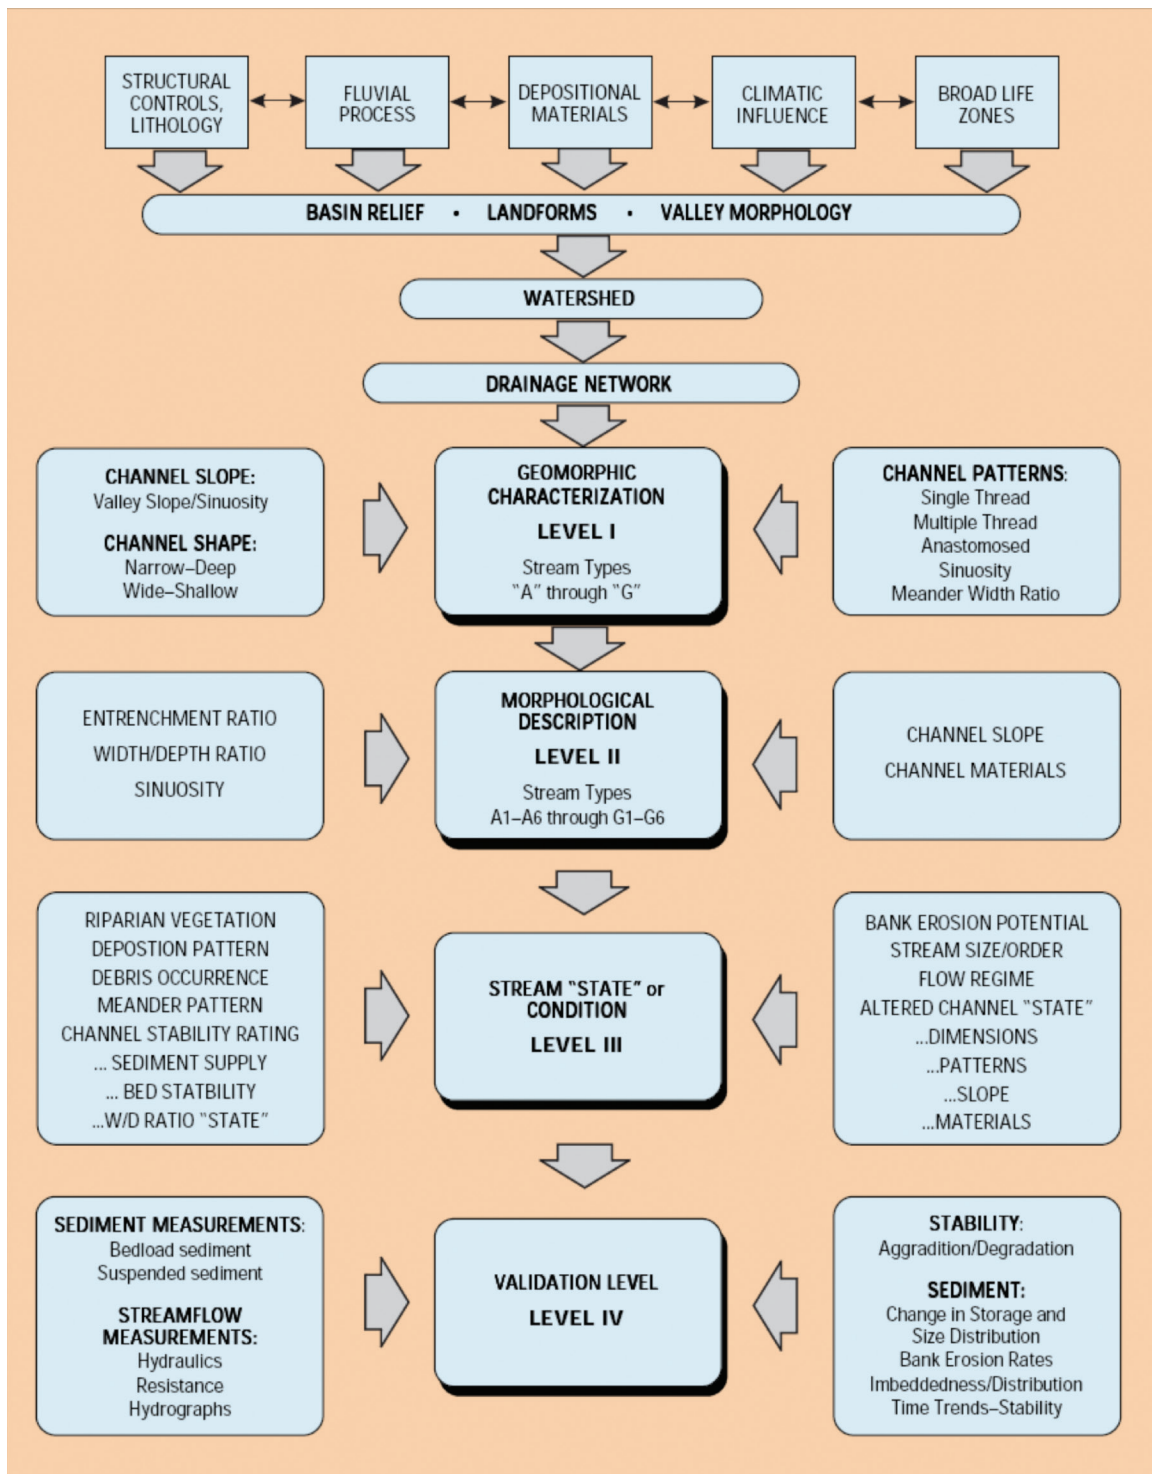 STRUCTURAL
CONTROLS,
LITHOLOGY
FLUVIAL
PROCESS
DEPOSITIONAL
MATERIALS
CLIMATIC
INFLUENCE
BROAD LIFE
ZONES
BASIN RELIEF • LANDFORMS • VALLEY MORPHOLOGY
WATERSHED
DRAINAGE NETWORK
CHANNEL SLOPE:
Valley Slope/Sinuosity
CHANNEL SHAPE:
Narrow–Deep
Wide–Shallow
GEOMORPHIC
CHARACTERIZATION
LEVEL I
Stream Types
"A" through "G"
CHANNEL PATTERNS:
Single Thread
Multiple Thread
Anastomosed
Sinuosity
Meander Width Ratio
ENTRENCHMENT RATIO
WIDTH/DEPTH RATIO
SINUOSITY
MORPHOLOGICAL
DESCRIPTION
LEVEL II
Stream Types
A1–A6 through G1–G6
CHANNEL SLOPE
CHANNEL MATERIALS
RIPARIAN VEGETATION
DEPOSTION PATTERN
DEBRIS OCCURRENCE
MEANDER PATTERN
CHANNEL STABILITY RATING
... SEDIMENT SUPPLY
... BED STATBILITY
...W/D RATIO "STATE"
STREAM "STATE" or
CONDITION
LEVEL III
BANK EROSION POTENTIAL
STREAM SIZE/ORDER
FLOW REGIME
ALTERED CHANNEL "STATE"
...DIMENSIONS
...PATTERNS
...SLOPE
...MATERIALS
SEDIMENT MEASUREMENTS:
Bedload sediment
Suspended sediment
STREAMFLOW
MEASUREMENTS:
Hydraulics
Resistance
Hydrographs
VALIDATION LEVEL
LEVEL IV
STABILITY:
Aggradition/Degradation
SEDIMENT:
Change in Storage and
Size Distribution
Bank Erosion Rates
Imbeddedness/Distribution
Time Trends–Stability